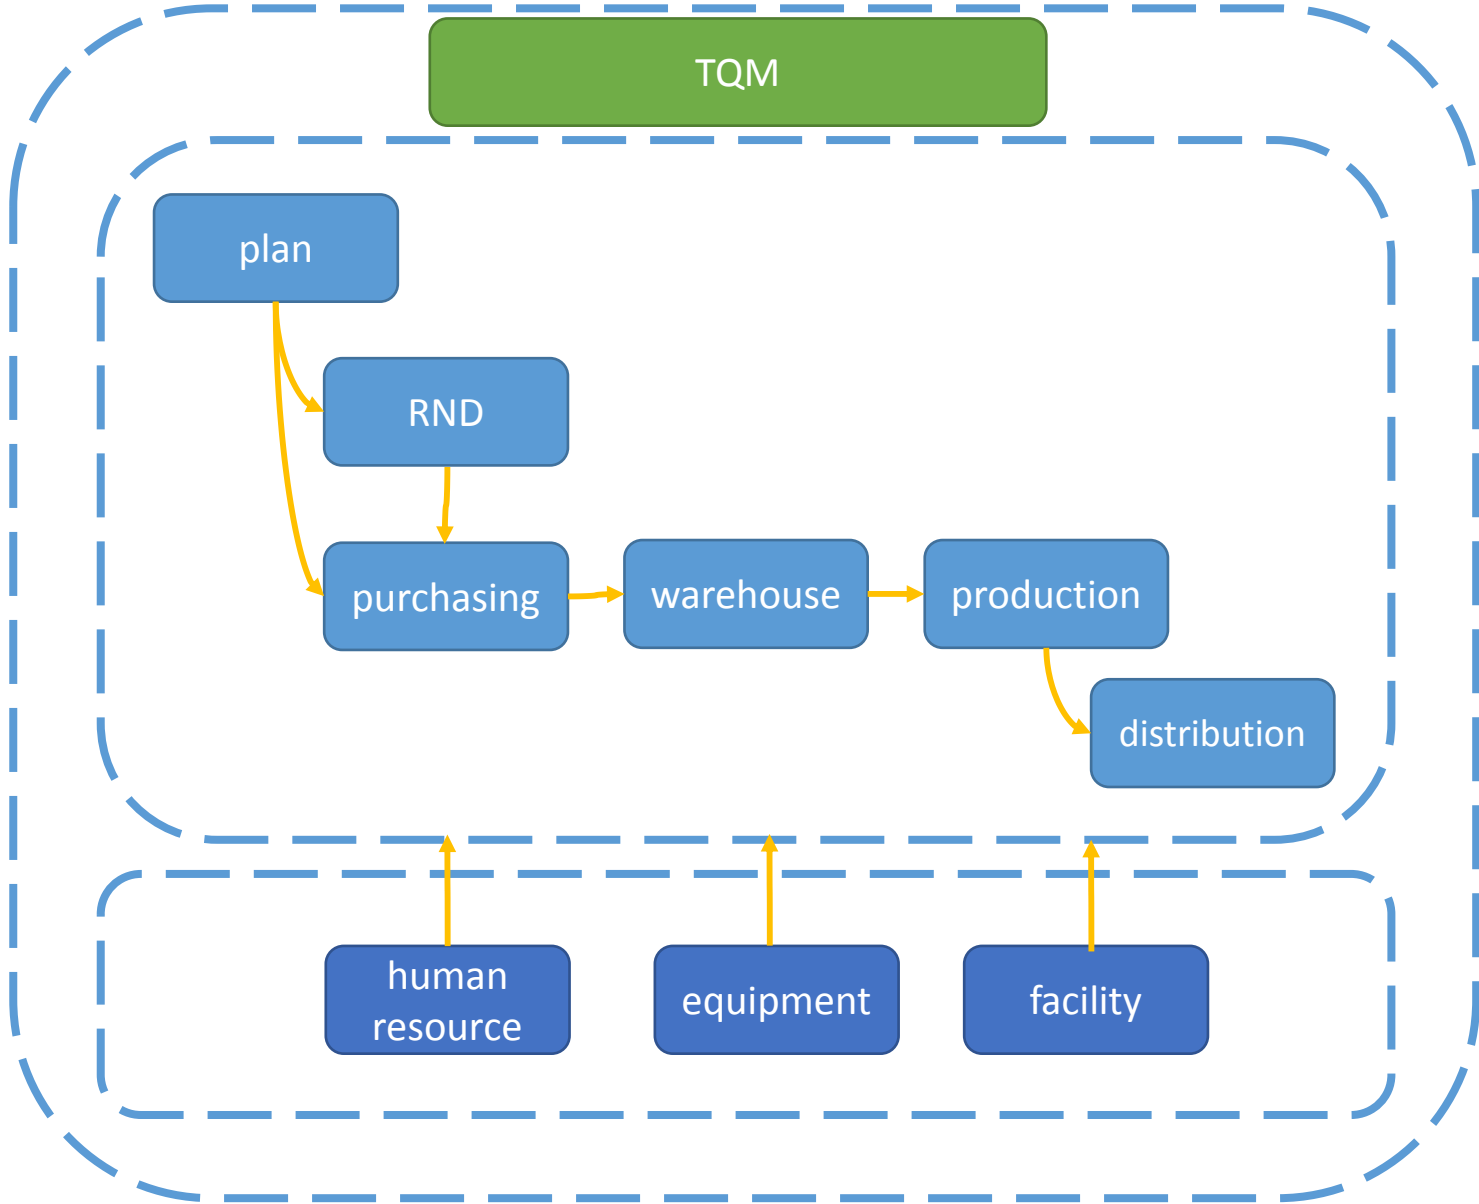 TQM
plan
RND
purchasing
warehouse
production
distribution
human
resource
equipment
facility